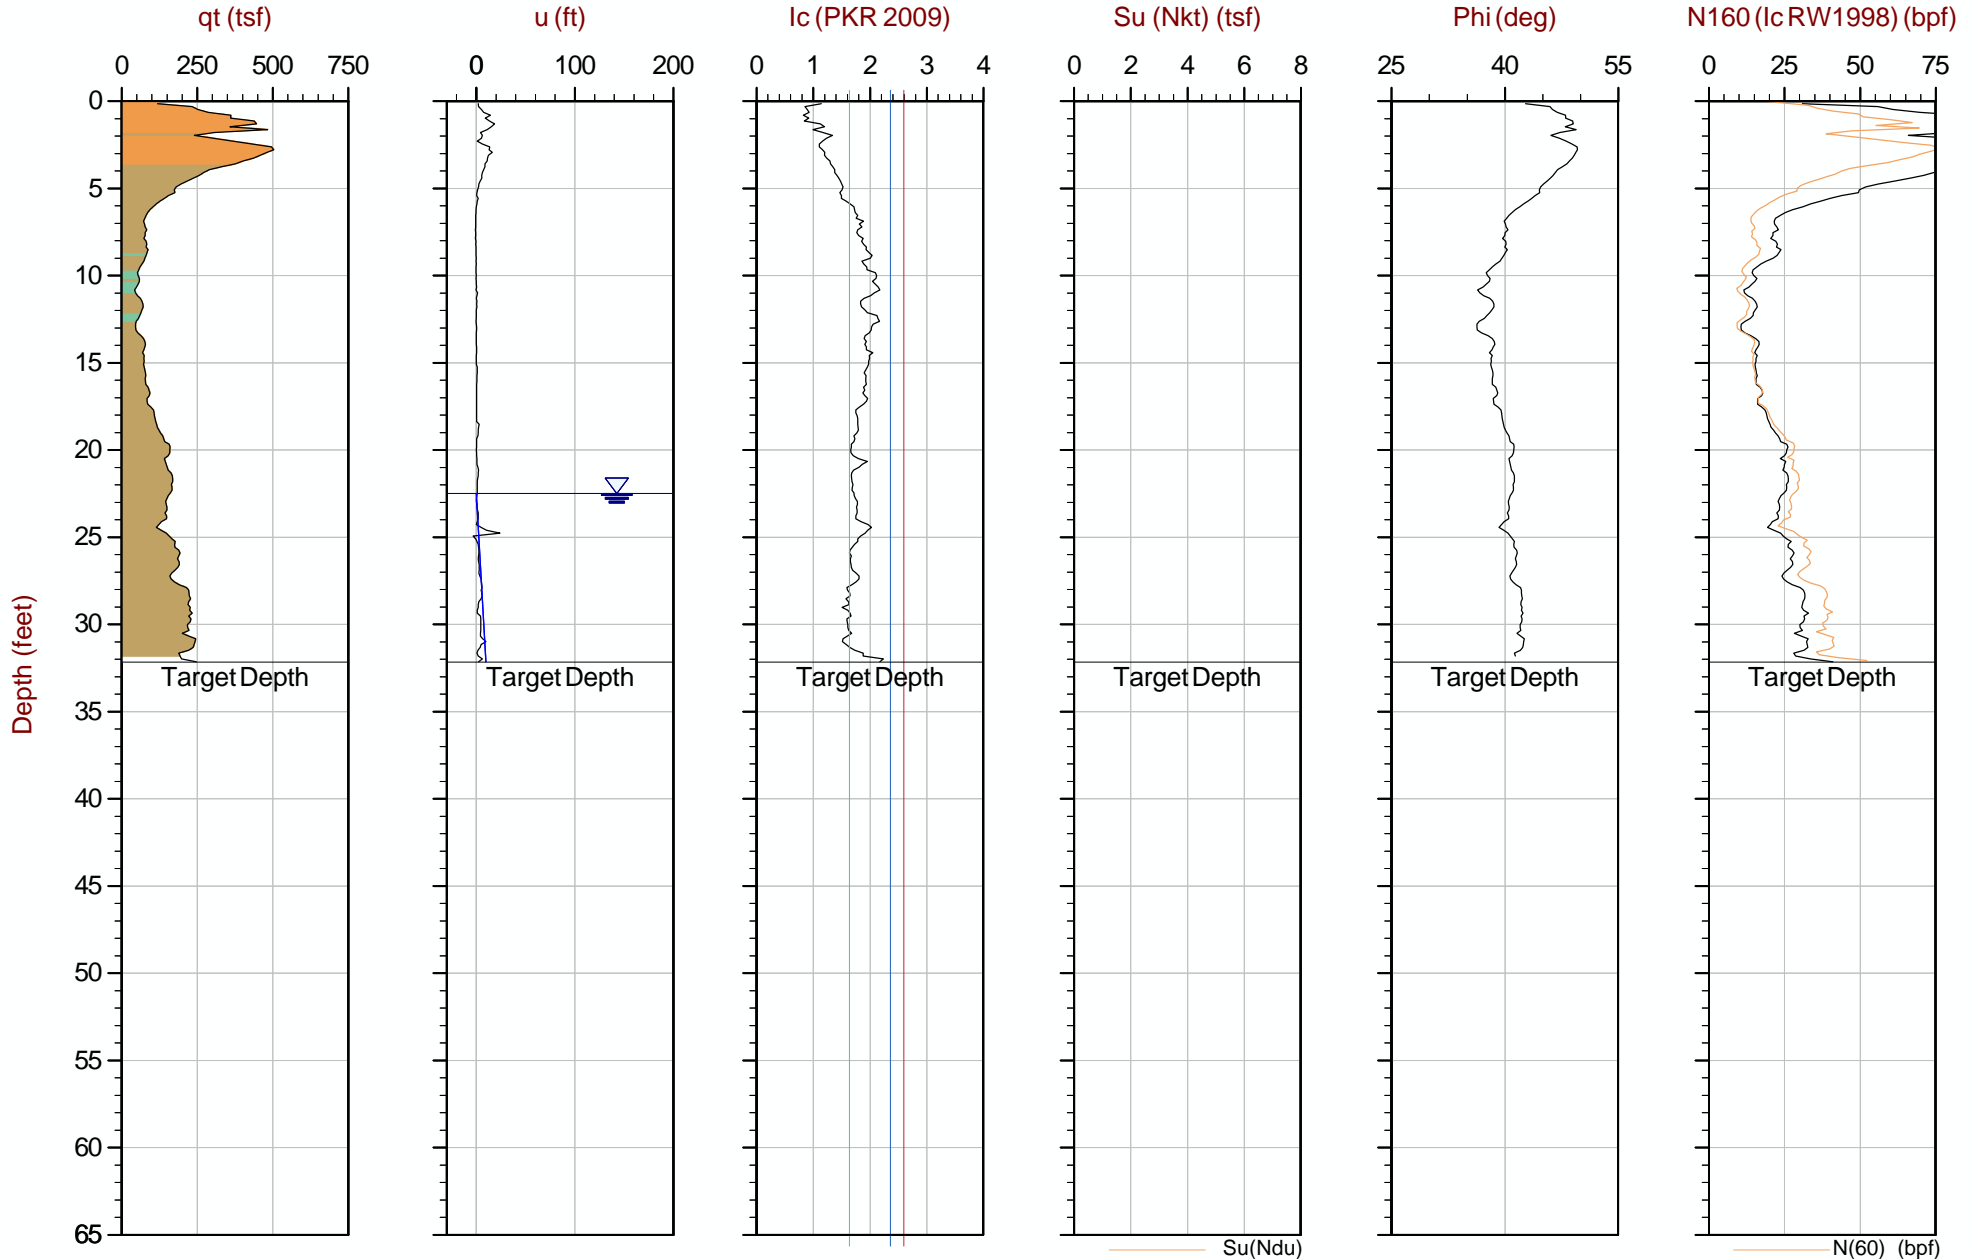 qt (tsf) u (ft) Ic (PKR 2009) Su (Nkt) (tsf) Phi (deg) N160 (Ic RW1998) (bpf)
0 250 500 750 0 100 200 0 1 2 3 4 0 2 4 6 8 25 40 55 0 25 50 75
0
5
10
15
20
25
30
Target Depth Target Depth Target Depth Target Depth Target Depth Target Depth
35
40
45
50
55
60
65
Depth (feet)
Su(Ndu) N(60) (bpf)